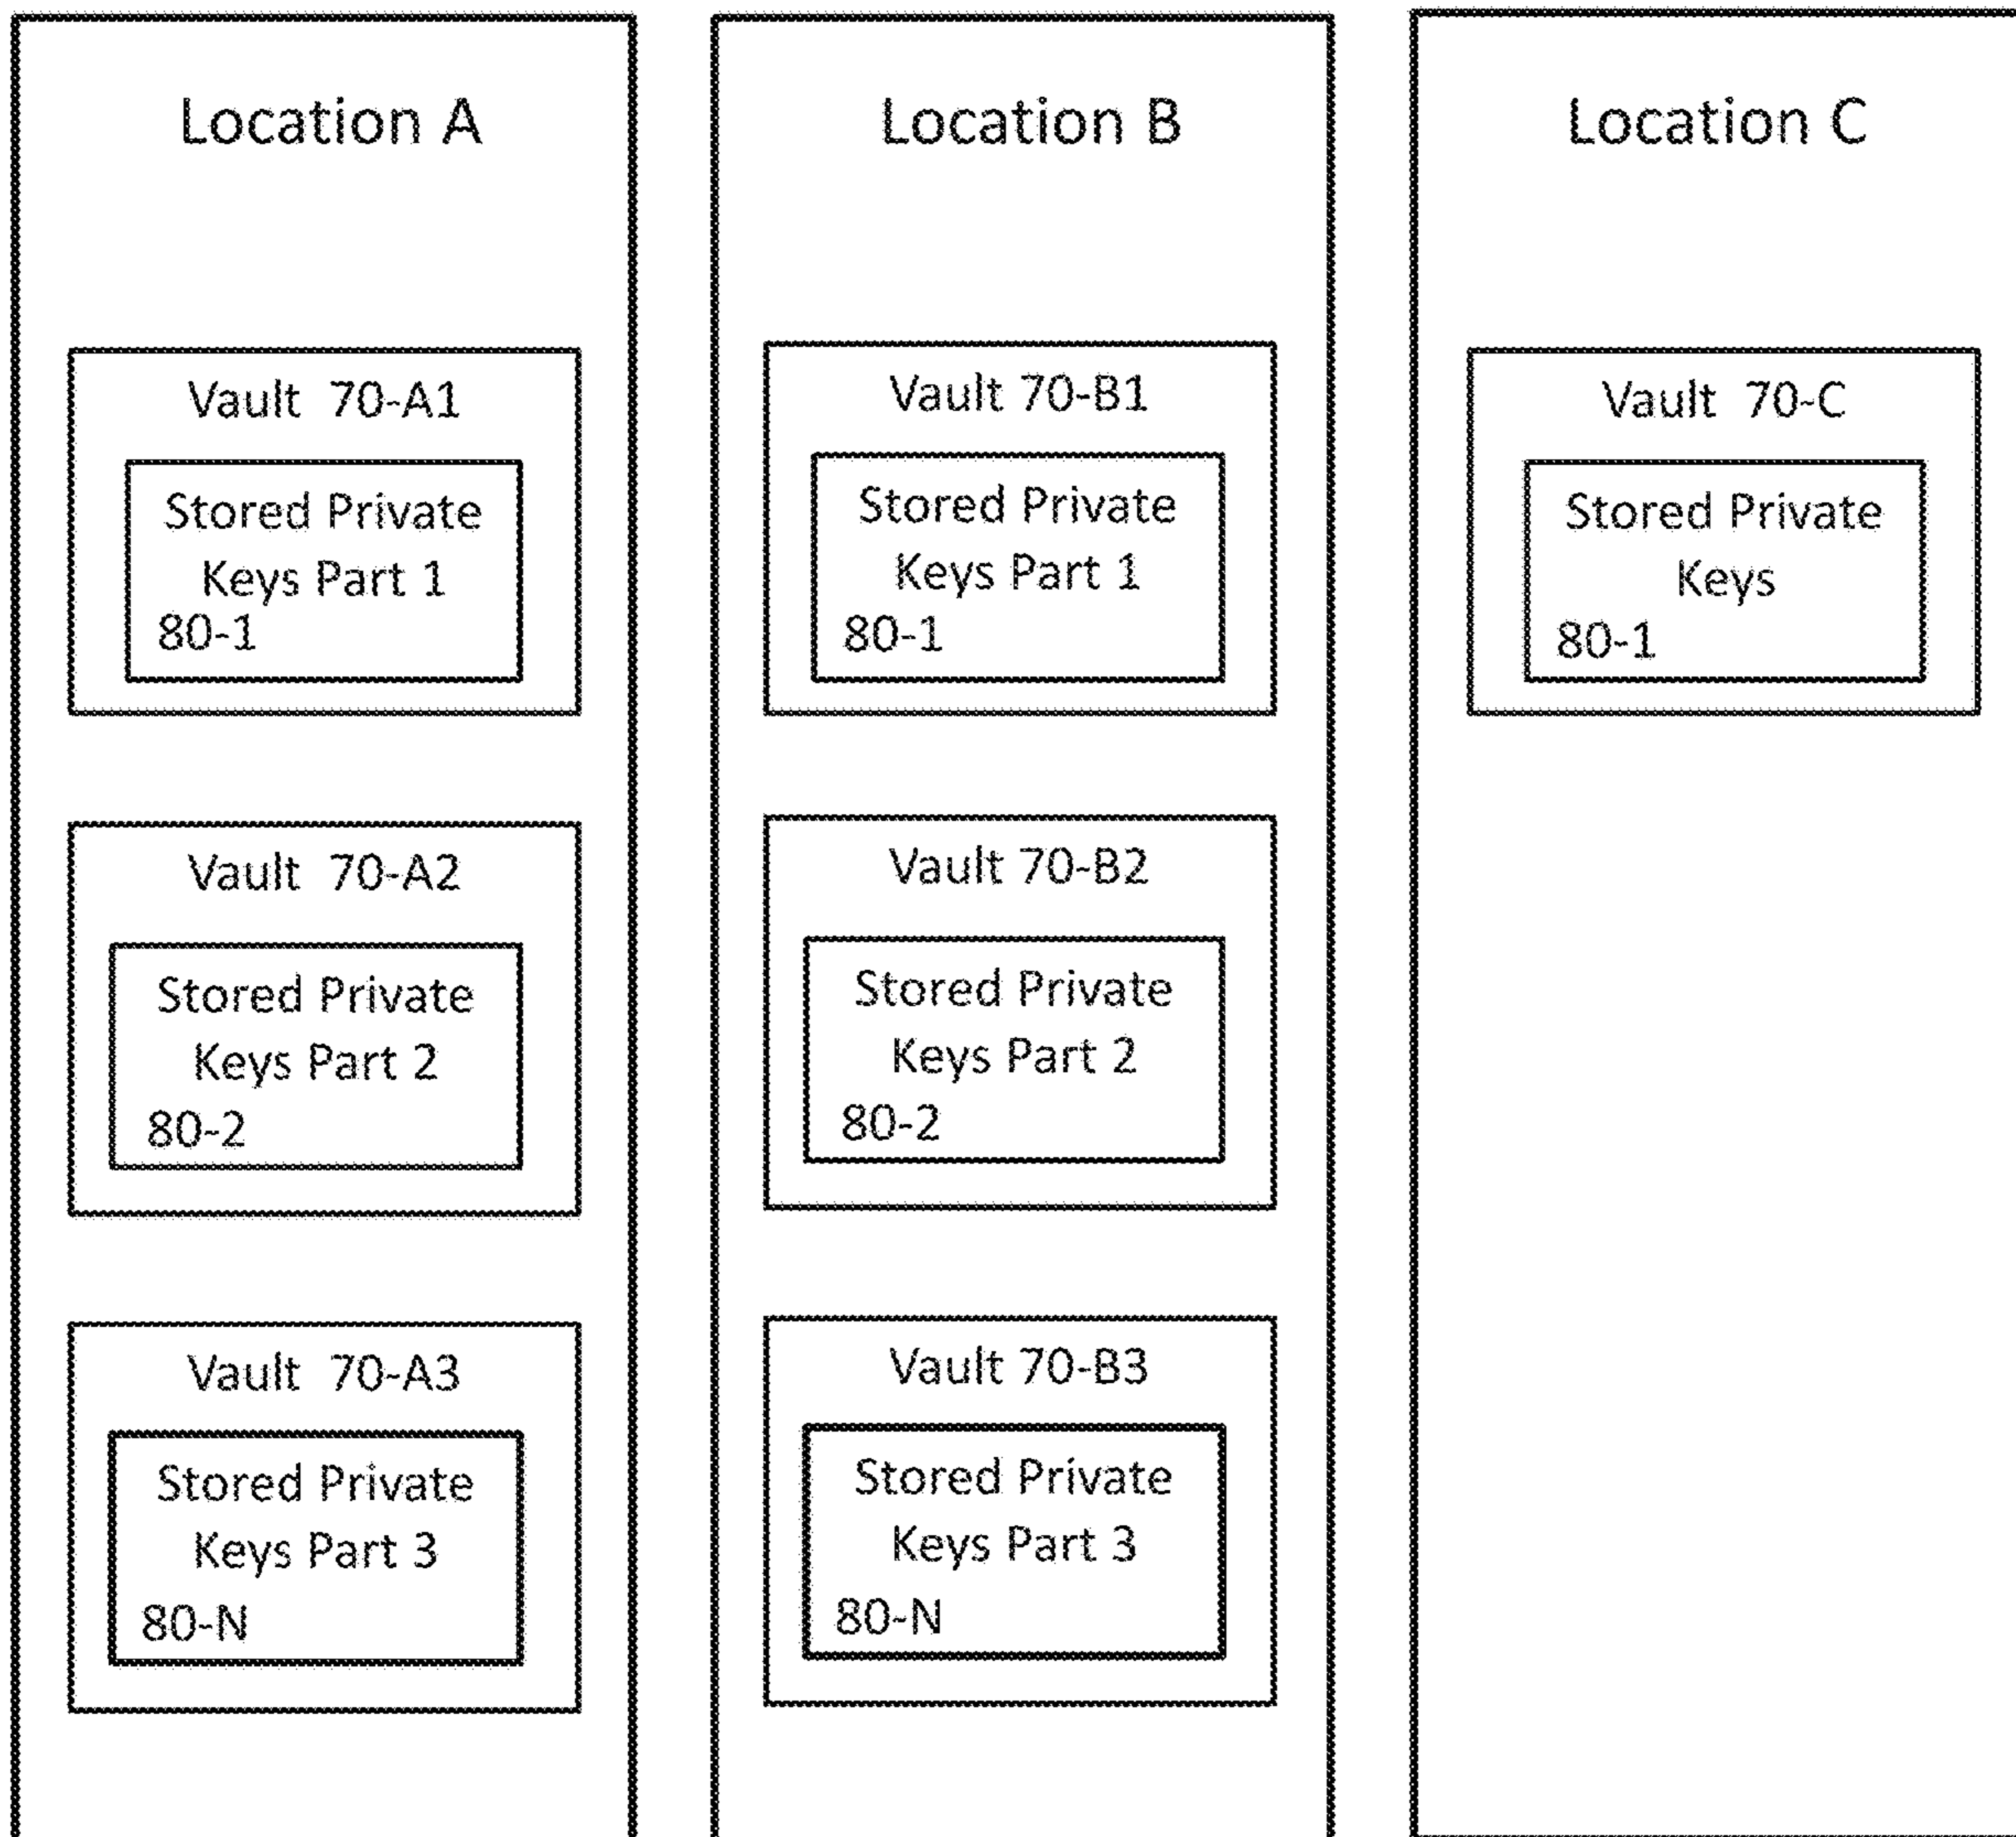 Location A
Vault 70-A1
Stored Private
Keys Part 1
80-1
Vault 70-A2
Stored Private
Keys Part 2
80-2
Vault 70-A3
Stored Private
Keys Part 3
80-N
Location B
Vault 70-B1
Stored Private
Keys Part 1
80-1
Vault 70-B2
Stored Private
Keys Part 2
80-2
Vault 70-B3
Stored Private
Keys Part 3
80-N
Location C
Vault 70-C
Stored Private
Keys
80-1